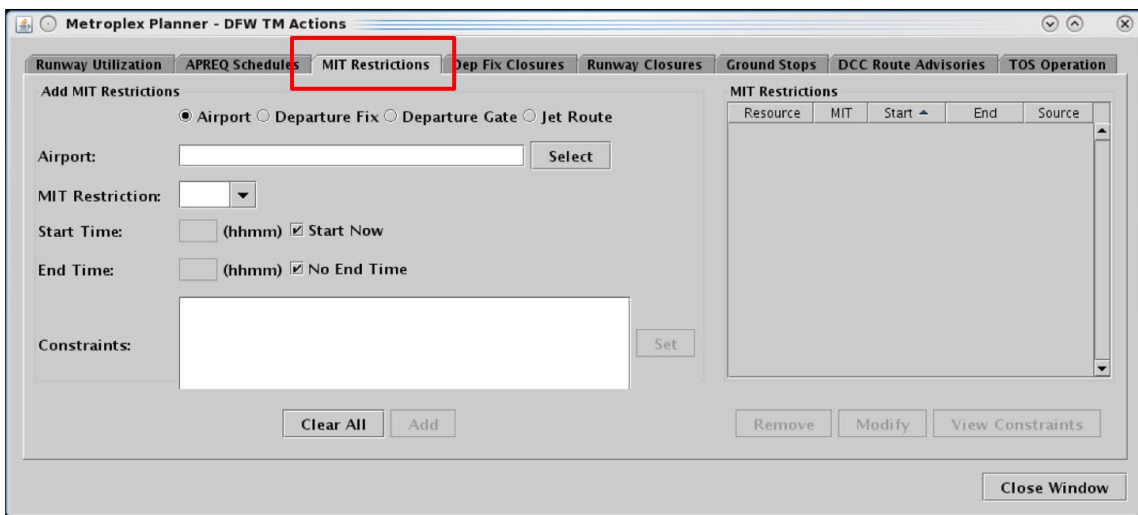 Metroplex Planner - DFW TM Actions
Runway Utilization APREQ Schedules MIT Restrictions Dep Fix Closures Runway Closures Ground Stops DCC Route Advisories TOS Operation
Add MIT Restrictions
Airport Departure Fix Departure Gate Jet Route
Airport: Select
MIT Restriction:
Start Time: (hhmm) Start Now
End Time: (hhmm) No End Time
Constraints: Set
Clear All Add
MIT Restrictions
Resource MIT Start End Source
Remove Modify View Constraints
Close Window